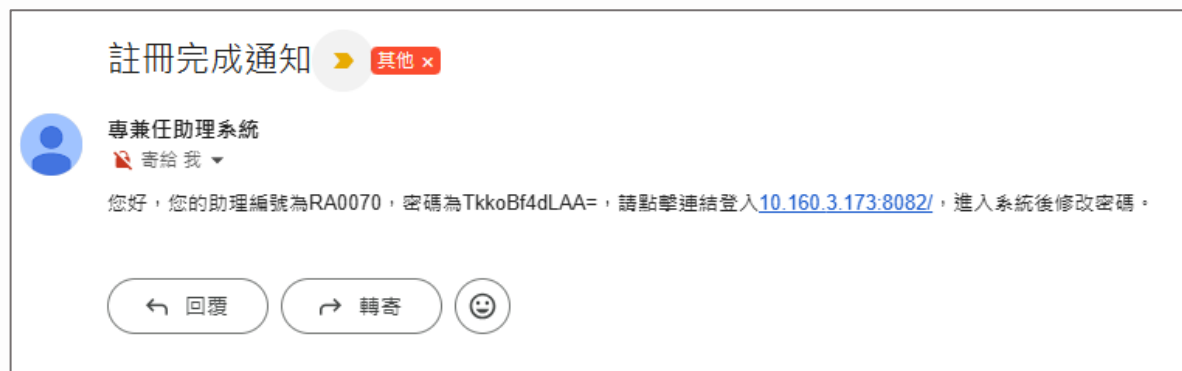 註冊完成通知 其他 ×
專兼任助理系統
寄給 我
您好，您的助理編號為RA0070，密碼為TkkoBf4dLAA=，請點擊連結登入10.160.3.173:8082/，進入系統後修改密碼。
回覆 轉寄